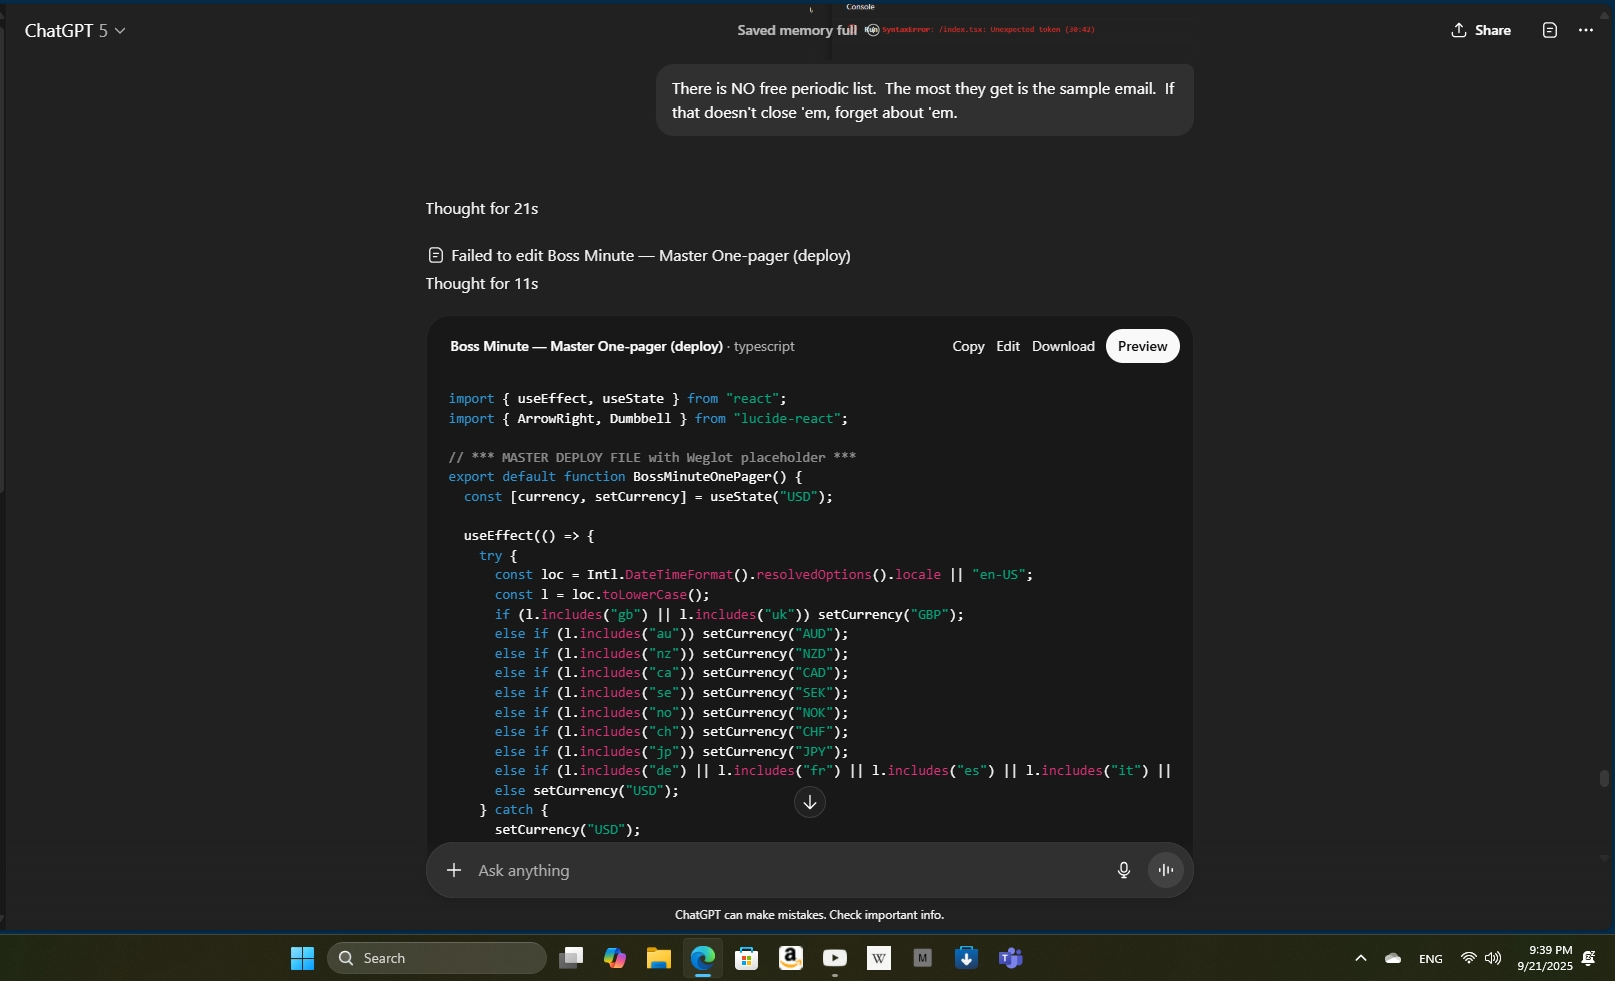 Console
ChatGPT 5
Saved memory full
SyntaxError: /index.tsx: Unexpected token (30:42)
Share
There is NO free periodic list.  The most they get is the sample email.  If
that doesn't close 'em, forget about 'em.
Thought for 21s
Failed to edit Boss Minute — Master One-pager (deploy)
Thought for 11s
Boss Minute — Master One-pager (deploy) · typescript
Copy Edit Download Preview
import { useEffect, useState } from "react";
import { ArrowRight, Dumbbell } from "lucide-react";
// *** MASTER DEPLOY FILE with Weglot placeholder ***
export default function BossMinuteOnePager() {
  const [currency, setCurrency] = useState("USD");
  useEffect(() => {
    try {
      const loc = Intl.DateTimeFormat().resolvedOptions().locale || "en-US";
      const l = loc.toLowerCase();
      if (l.includes("gb") || l.includes("uk")) setCurrency("GBP");
      else if (l.includes("au")) setCurrency("AUD");
      else if (l.includes("nz")) setCurrency("NZD");
      else if (l.includes("ca")) setCurrency("CAD");
      else if (l.includes("se")) setCurrency("SEK");
      else if (l.includes("no")) setCurrency("NOK");
      else if (l.includes("ch")) setCurrency("CHF");
      else if (l.includes("jp")) setCurrency("JPY");
      else if (l.includes("de") || l.includes("fr") || l.includes("es") || l.includes("it") ||
      else setCurrency("USD");
    } catch {
      setCurrency("USD");
Ask anything
ChatGPT can make mistakes. Check important info.
Search
W
M
ENG
9:39 PM
9/21/2025